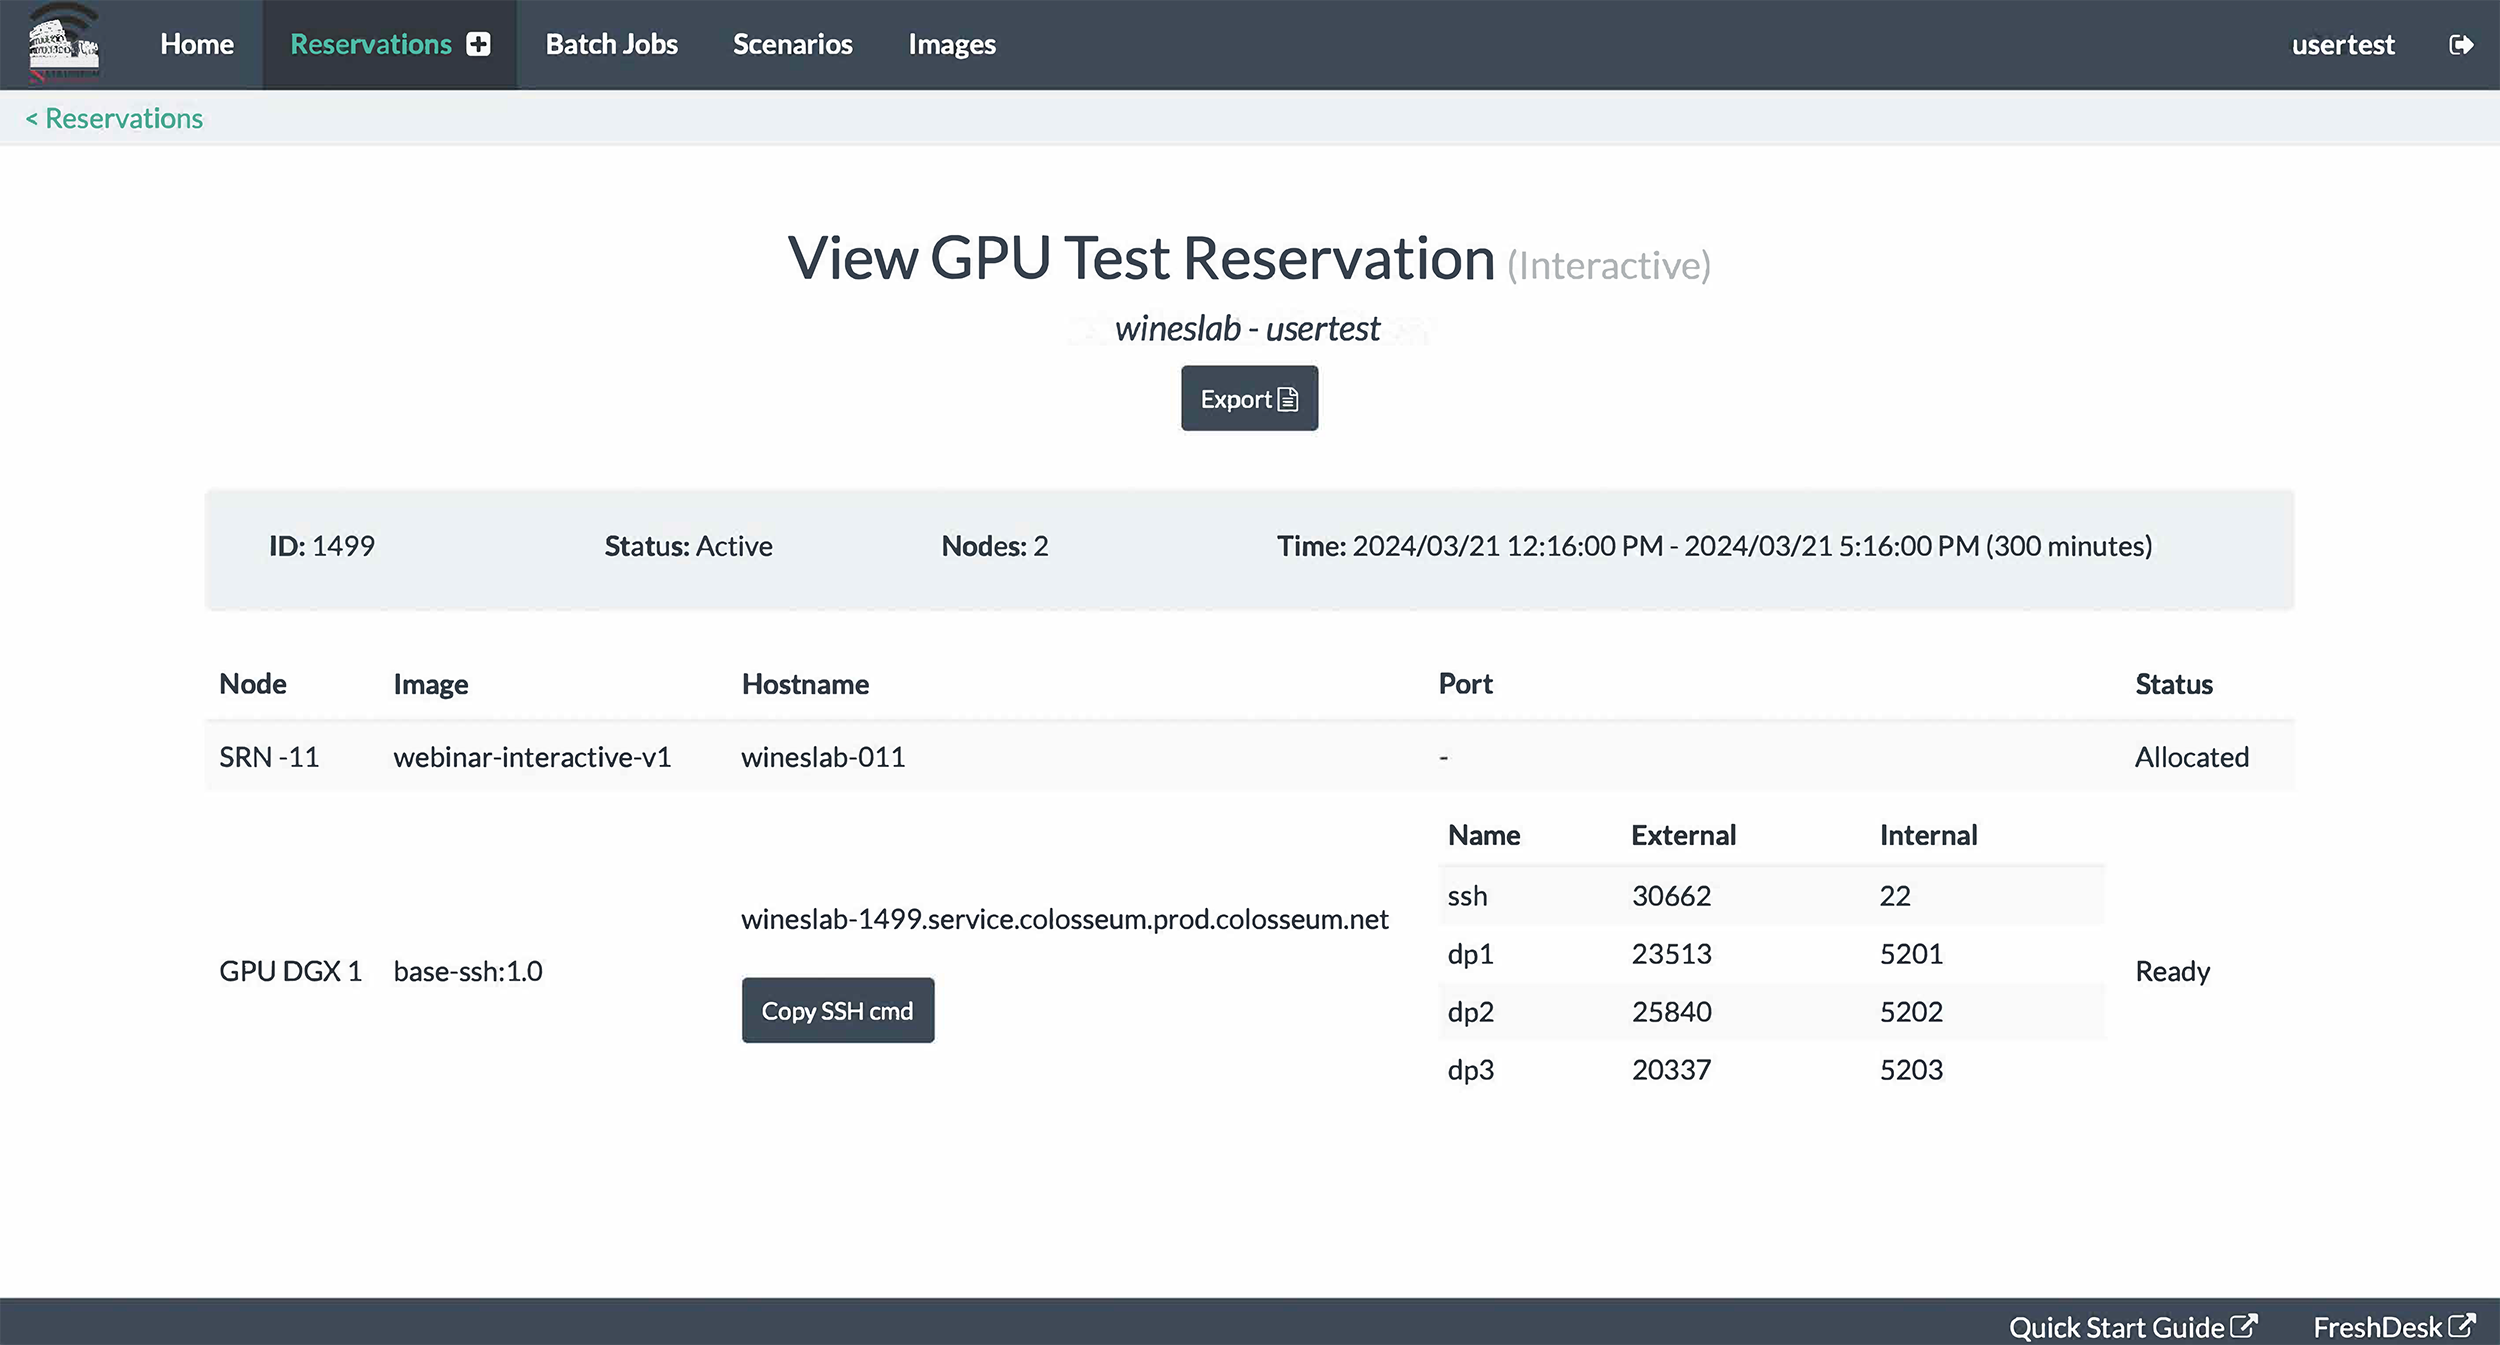 Home Reservations Batch Jobs Scenarios Images usertest
< Reservations
View GPU Test Reservation (Interactive)
wineslab - usertest
Export
ID: 1499 Status: Active Nodes: 2 Time: 2024/03/21 12:16:00 PM - 2024/03/21 5:16:00 PM (300 minutes)
Node Image Hostname Port Status
SRN -11 webinar-interactive-v1 wineslab-011 - Allocated
Name External Internal
ssh 30662 22
wineslab-1499.service.colosseum.prod.colosseum.net
dp1 23513 5201
GPU DGX 1 base-ssh:1.0 Ready
Copy SSH cmd
dp2 25840 5202
dp3 20337 5203
Quick Start Guide FreshDesk